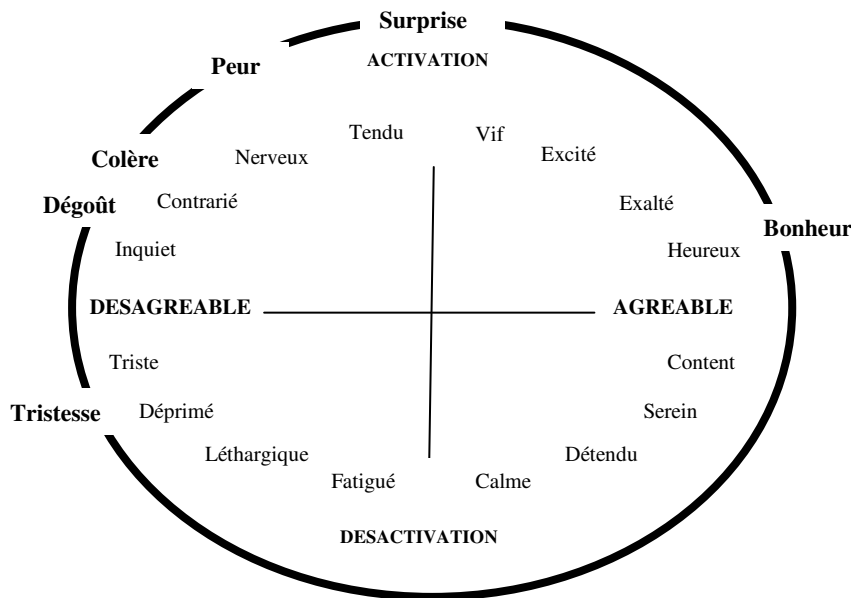 Surprise
Peur
ACTIVATION
Tendu
Vif
Colère
Nerveux
Excité
Dégoût
Contrarié
Exalté
Bonheur
Inquiet
Heureux
DESAGREABLE
AGREABLE
Triste
Content
Tristesse
Déprimé
Serein
Léthargique
Détendu
Fatigué
Calme
DESACTIVATION